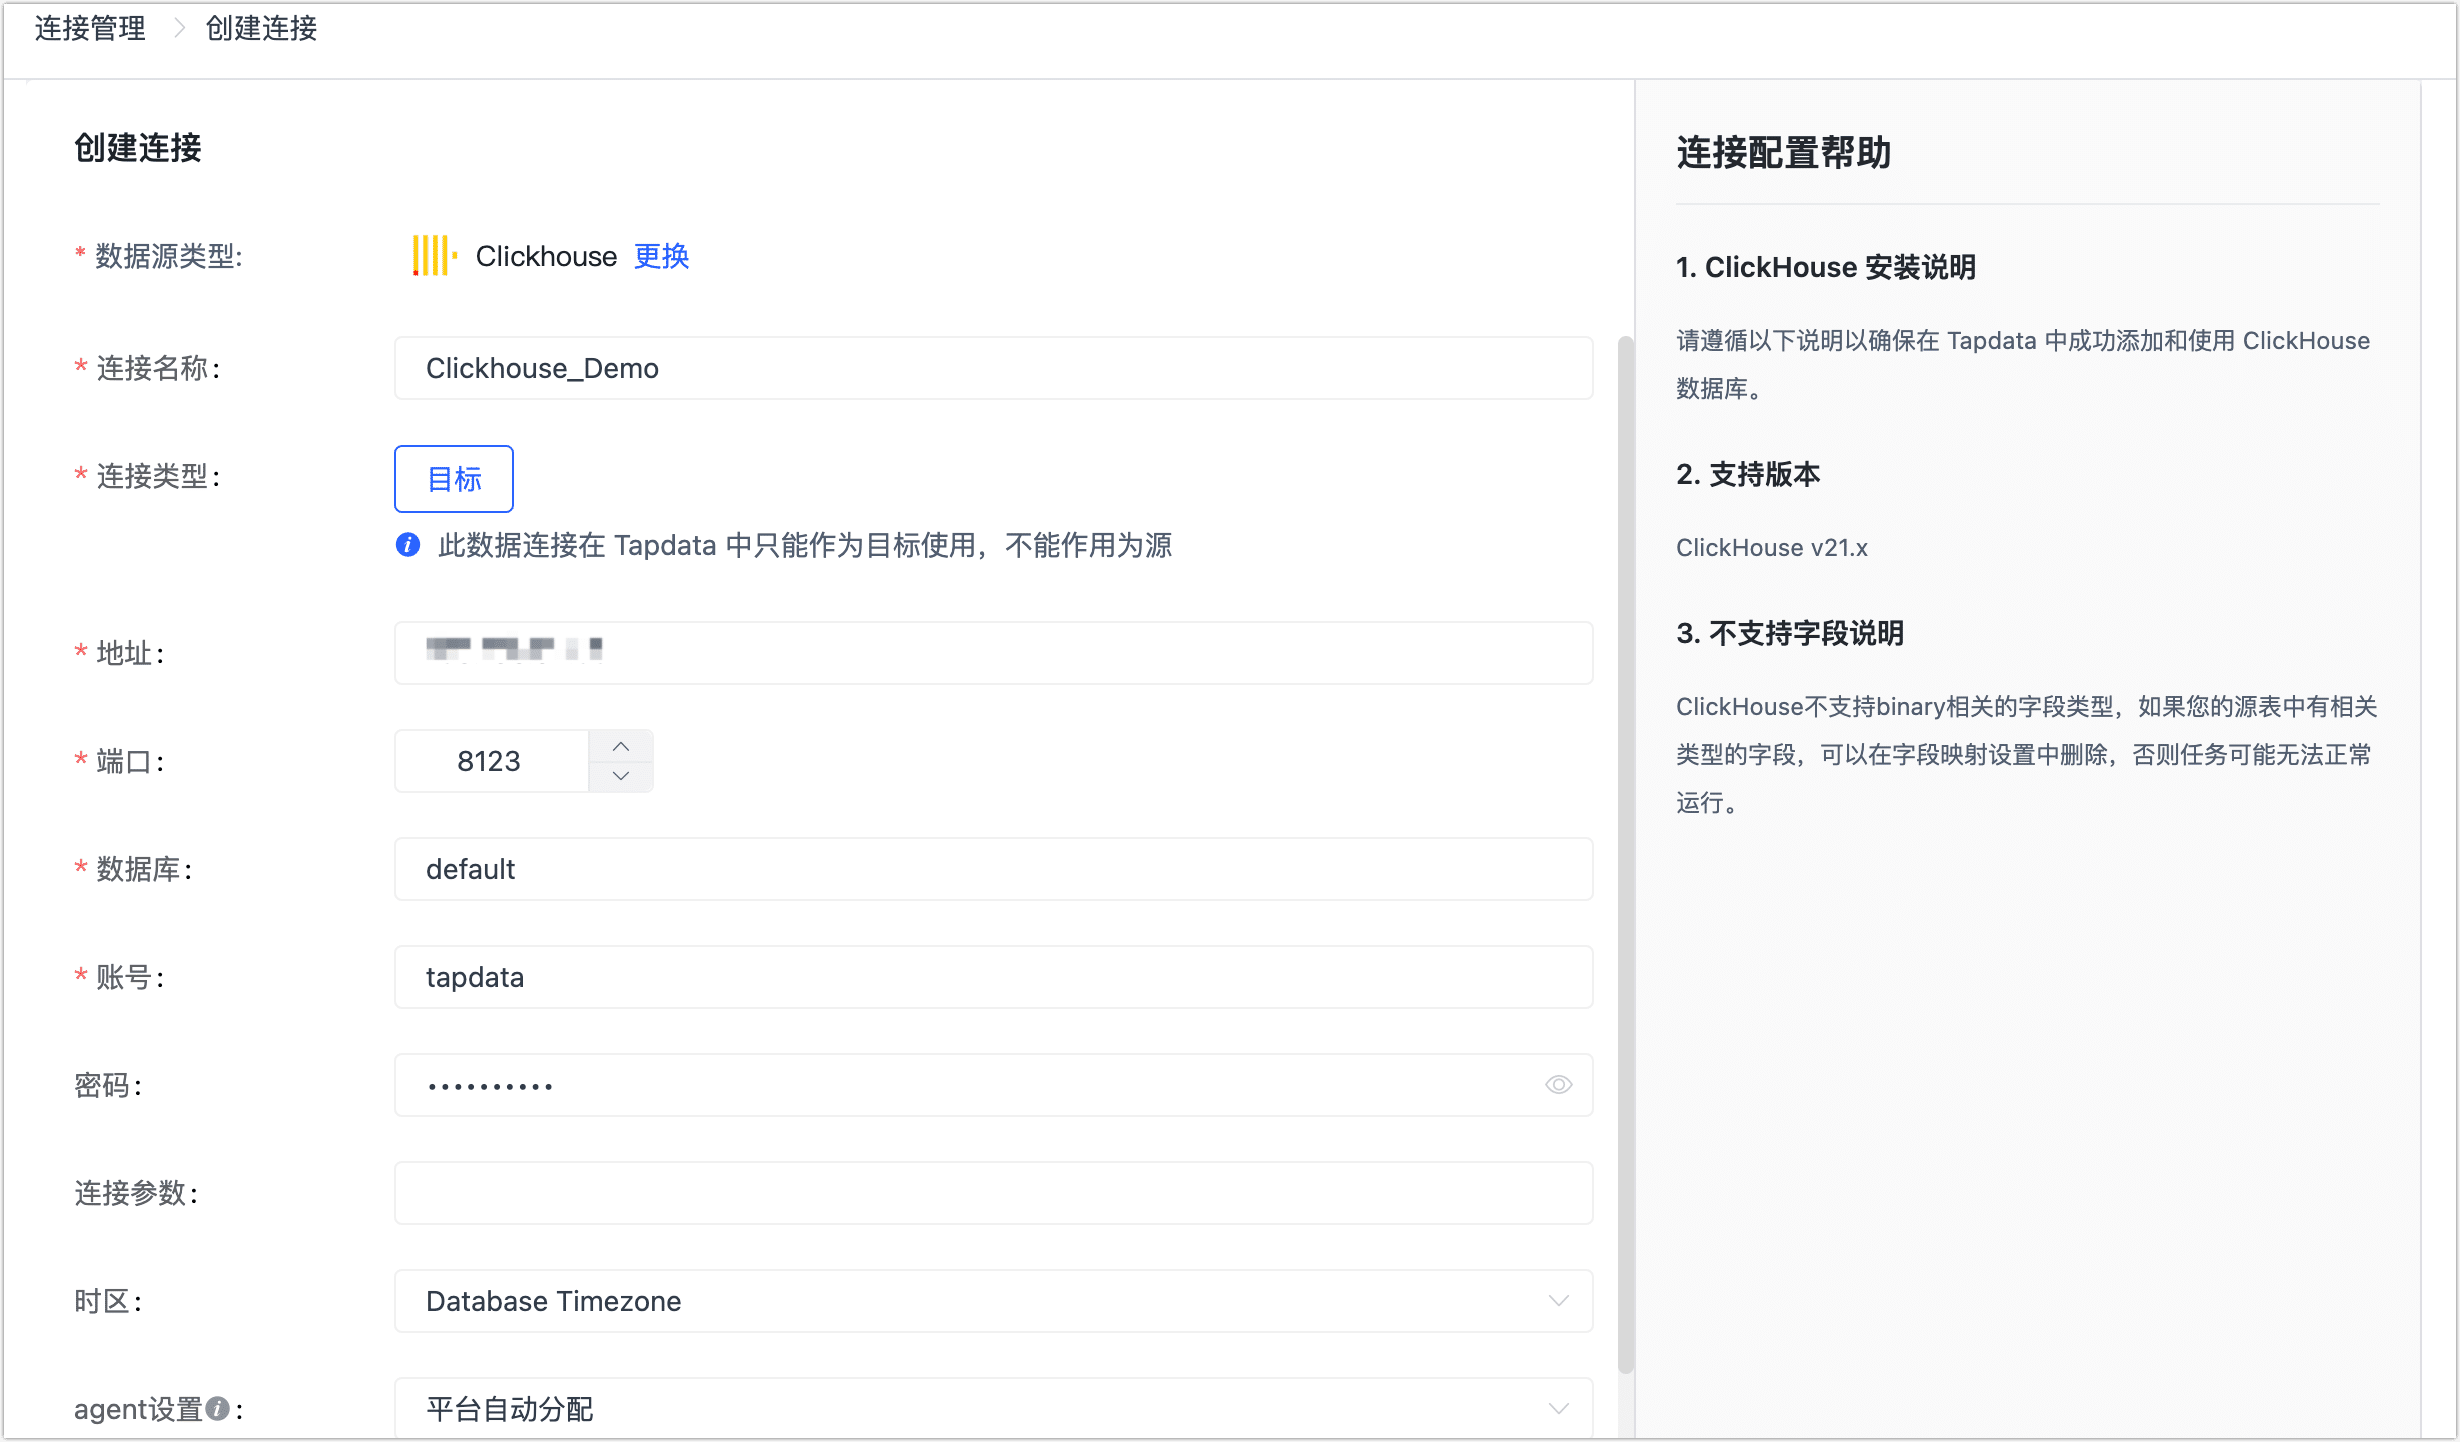 连接管理 > 创建连接
创建连接
* 数据源类型: Clickhouse 更换
* 连接名称: Clickhouse_Demo
* 连接类型: 目标
此数据连接在 Tapdata 中只能作为目标使用，不能作用为源
* 地址:
* 端口: 8123
* 数据库: default
* 账号: tapdata
密码: ••••••••••
连接参数:
时区: Database Timezone
agent设置: 平台自动分配
连接配置帮助
1. ClickHouse 安装说明
请遵循以下说明以确保在 Tapdata 中成功添加和使用 ClickHouse
数据库。
2. 支持版本
ClickHouse v21.x
3. 不支持字段说明
ClickHouse不支持binary相关的字段类型，如果您的源表中有相关
类型的字段，可以在字段映射设置中删除，否则任务可能无法正常
运行。